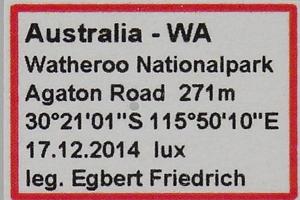 Australia - WA
Watheroo Nationalpark
Agaton Road 271m
30°21'01"S 115°50'10"E
17.12.2014 lux
leg. Egbert Friedrich